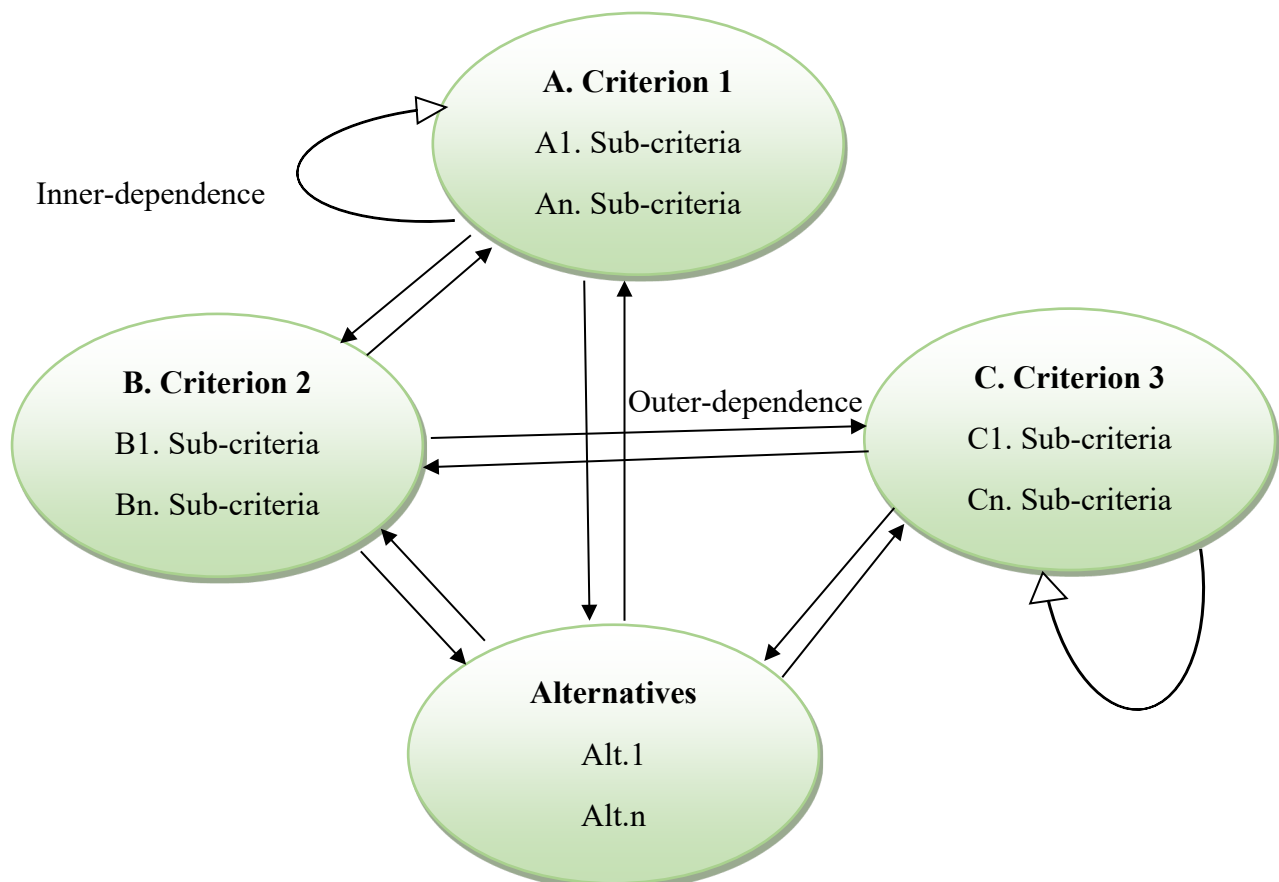 A. Criterion 1
A1. Sub-criteria
An. Sub-criteria
Inner-dependence
B. Criterion 2
B1. Sub-criteria
Bn. Sub-criteria
Outer-dependence
C. Criterion 3
C1. Sub-criteria
Cn. Sub-criteria
Alternatives
Alt.1
Alt.n